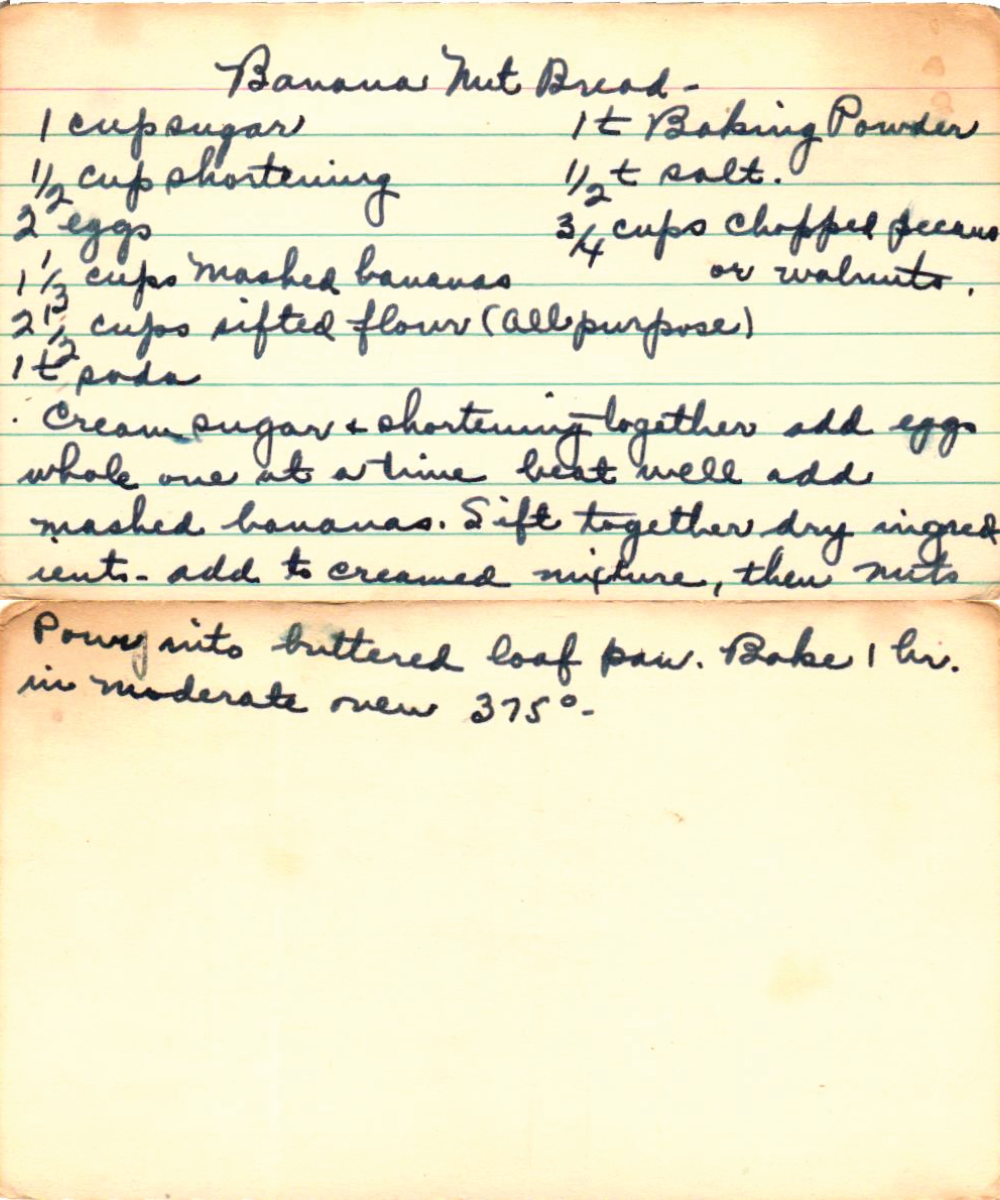 Banana Nut Bread -
1 cup sugar
1/2 cup shortening
2 eggs
1 1/3 cups mashed bananas
2 1/2 cups sifted flour (all purpose)
1 t soda
1 t Baking Powder
1/2 t salt.
3/4 cups chopped pecans
or walnuts.
Cream sugar & shortening together add eggs
whole one at a time beat well add
mashed bananas. Sift together dry ingred
ients - add to creamed mixture, then nuts
Pour into buttered loaf pan. Bake 1 hr.
in moderate oven 375° -